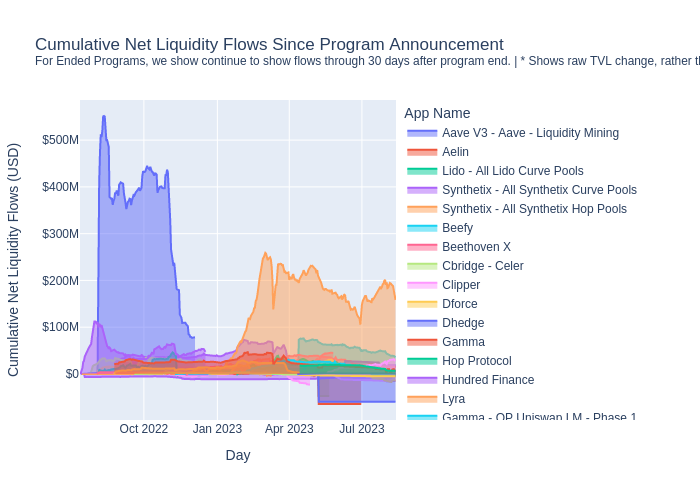 Cumulative Net Liquidity Flows Since Program Announcement
For Ended Programs, we show continue to show flows through 30 days after program end. | * Shows raw TVL change, rather
App Name
Aave V3 - Aave - Liquidity Mining
Aelin
Lido - All Lido Curve Pools
Synthetix - All Synthetix Curve Pools
Synthetix - All Synthetix Hop Pools
Beefy
Beethoven X
Cbridge - Celer
Clipper
Dforce
Dhedge
Gamma
Hop Protocol
Hundred Finance
Lyra
Gamma - OP Uniswap LM - Phase 1
Cumulative Net Liquidity Flows (USD)
$500M
$400M
$300M
$200M
$100M
$0
Oct 2022 Jan 2023 Apr 2023 Jul 2023
Day